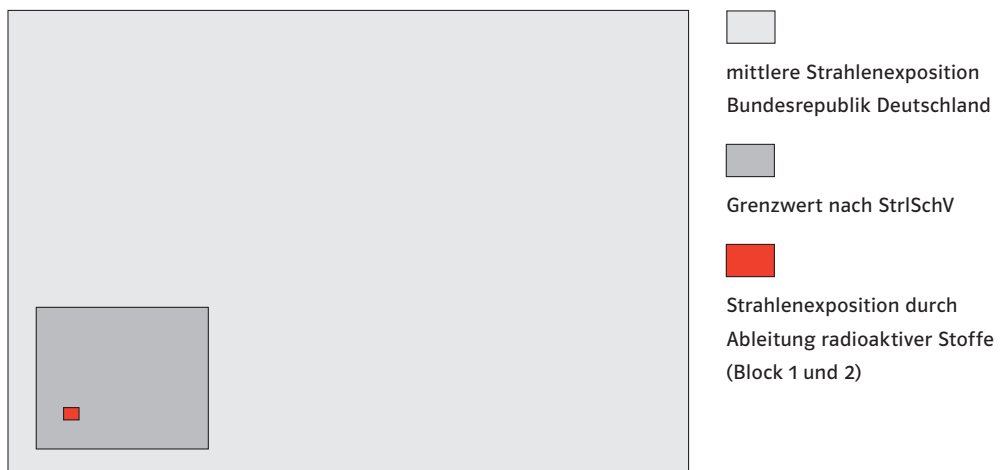 mittlere Strahlenexposition
Bundesrepublik Deutschland
Grenzwert nach StrlSchV
Strahlenexposition durch
Ableitung radioaktiver Stoffe
(Block 1 und 2)